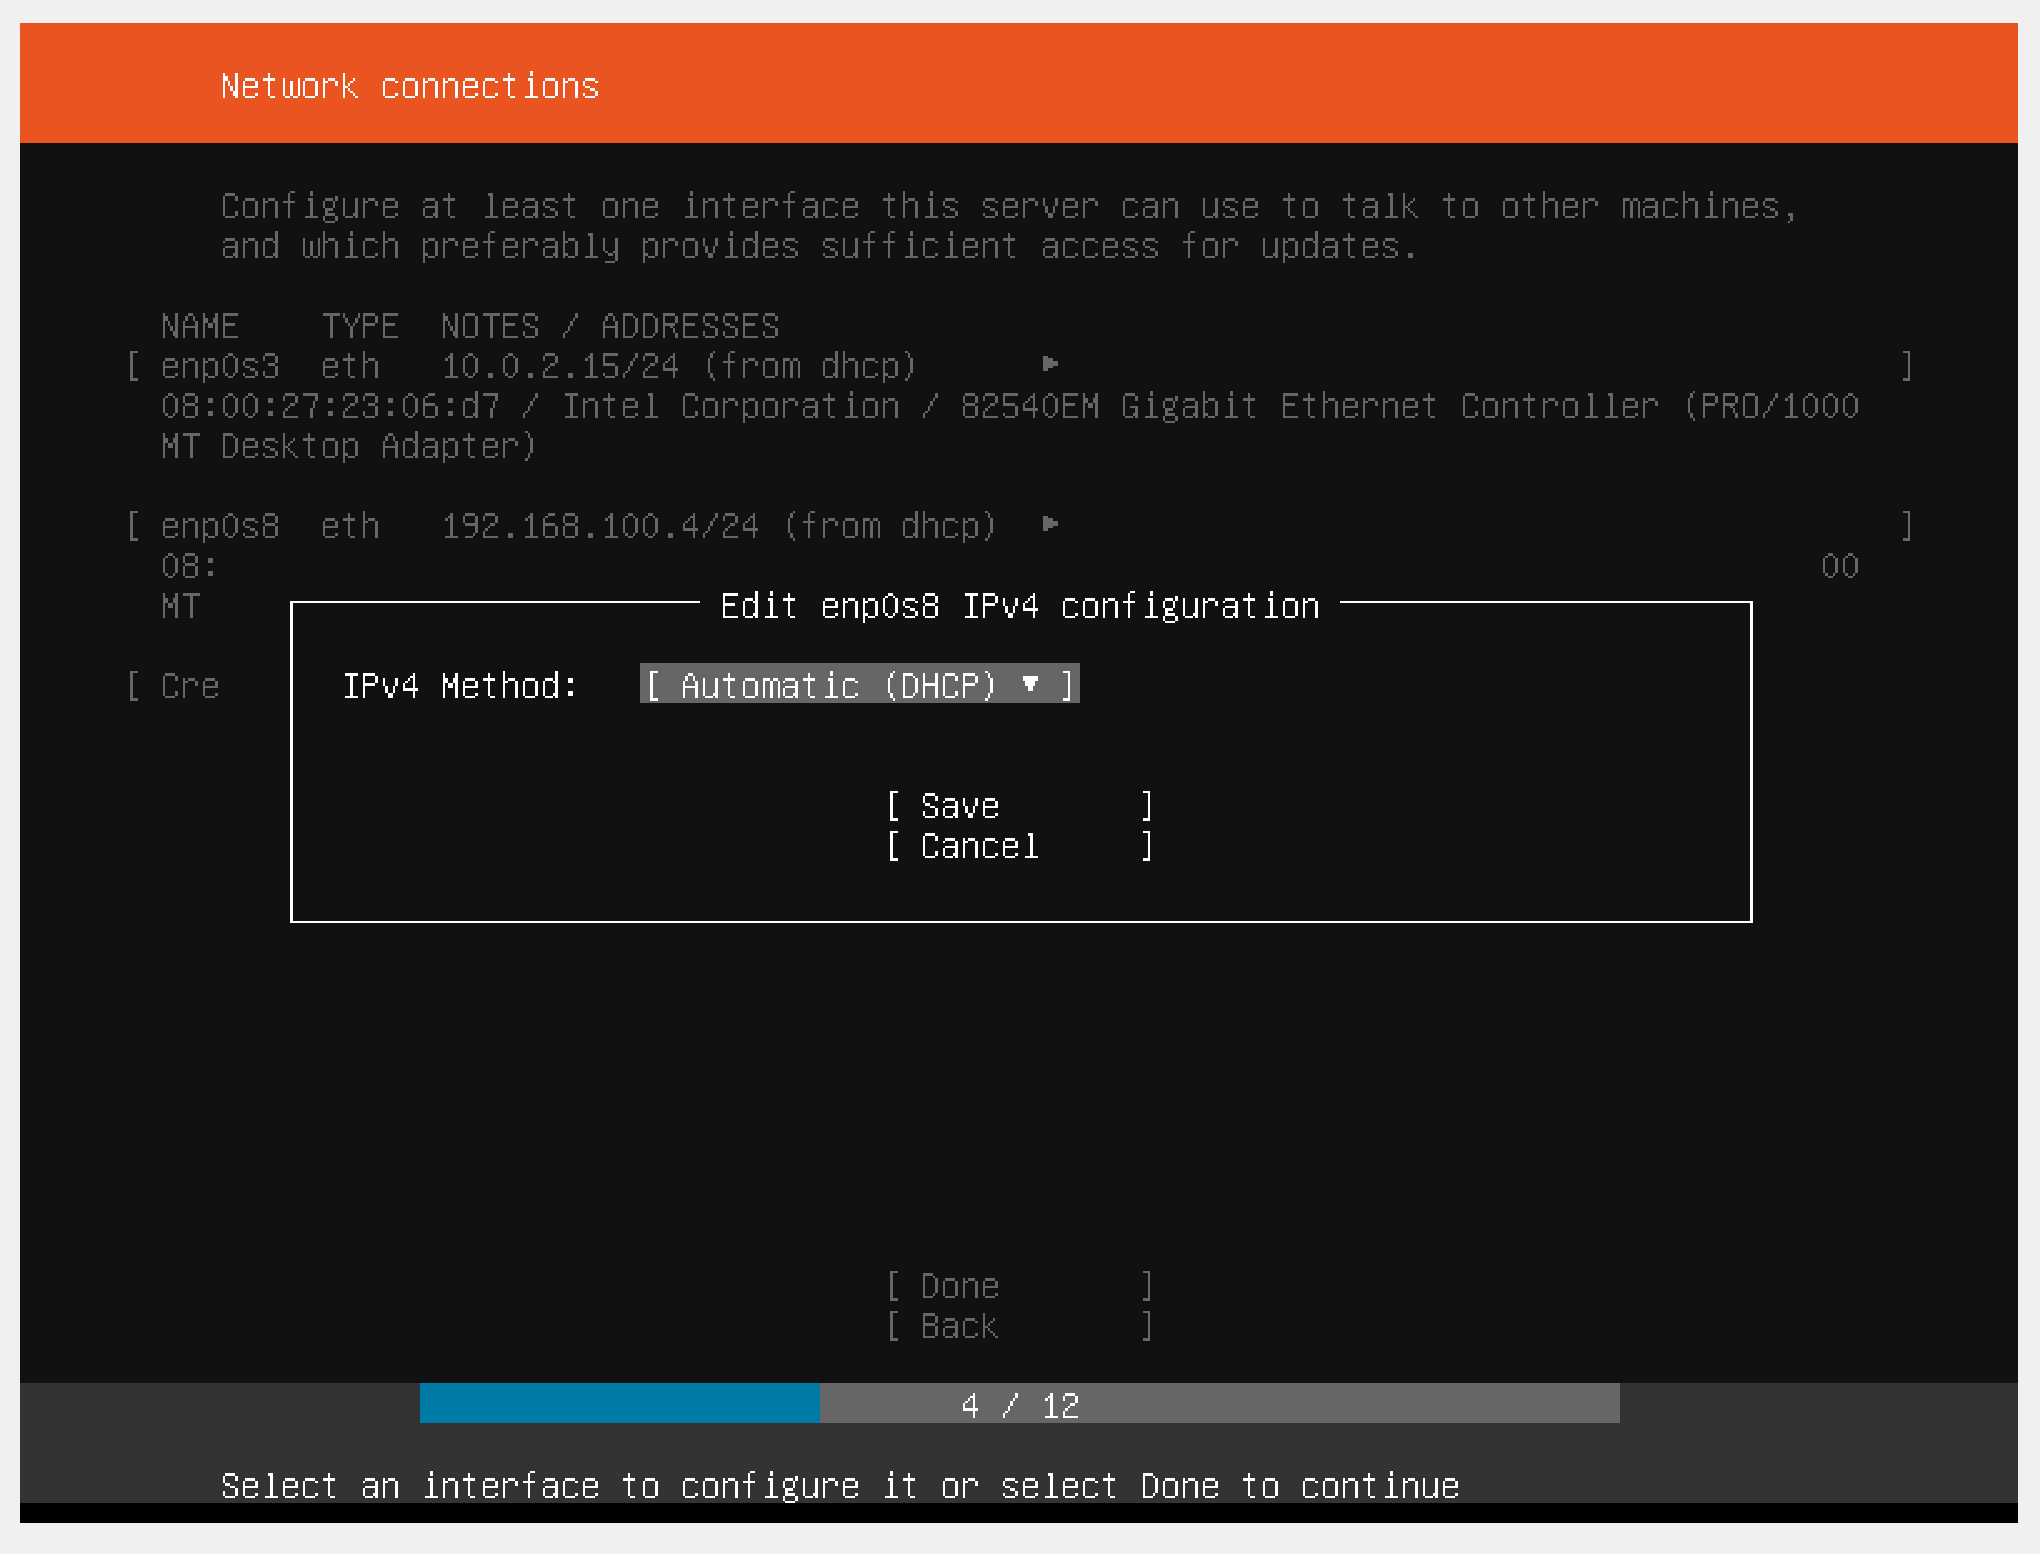 Network connections
Configure at least one interface this server can use to talk to other machines,
and which preferably provides sufficient access for updates.
NAME TYPE NOTES / ADDRESSES
[ enp0s3 eth 10.0.2.15/24 (from dhcp) ▸ ]
08:00:27:23:06:d7 / Intel Corporation / 82540EM Gigabit Ethernet Controller (PRO/1000
MT Desktop Adapter)
[ enp0s8 eth 192.168.100.4/24 (from dhcp) ▸ ]
08: 00
MT
Edit enp0s8 IPv4 configuration
[ Cre
IPv4 Method: [ Automatic (DHCP) ▾ ]
[ Save ]
[ Cancel ]
[ Done ]
[ Back ]
4 / 12
Select an interface to configure it or select Done to continue